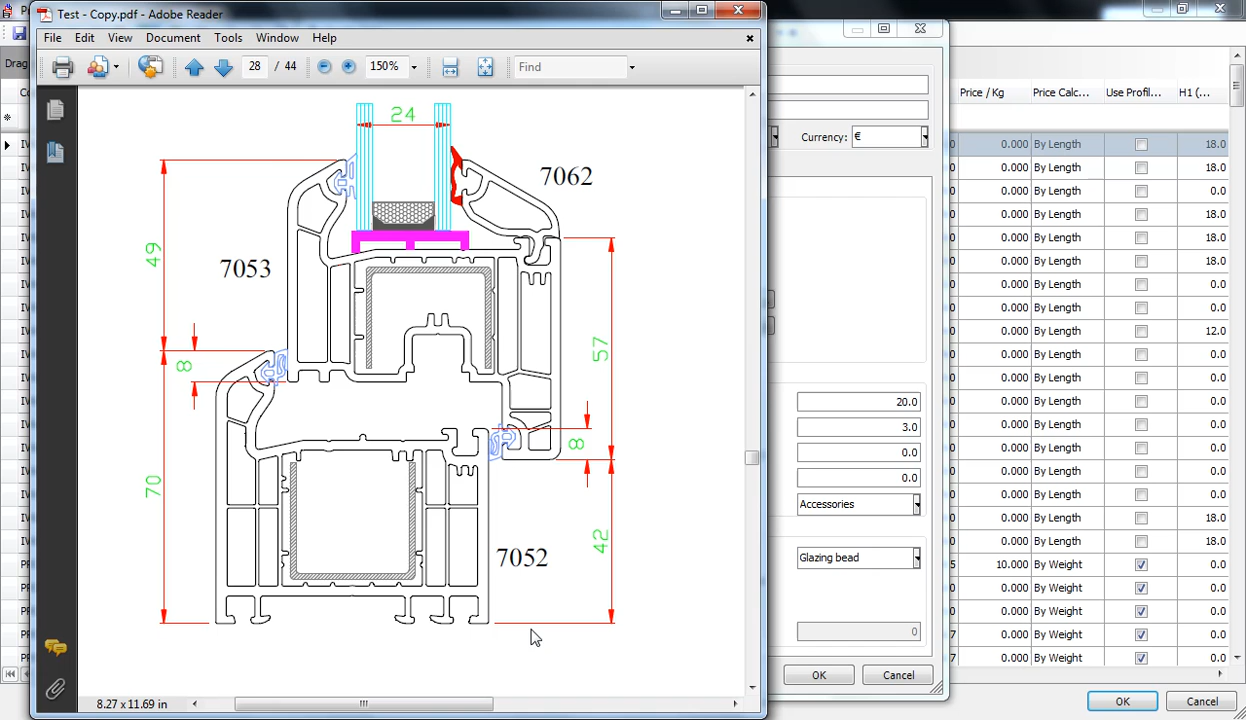 Test - Copy.pdf - Adobe Reader
File Edit View Document Tools Window Help
28 / 44 150% Find
24
7062
49
7053
8
57
8
70
42
7052
8.27 x 11.69 in
Drag
Currency: €
20.0
3.0
0.0
0.0
Accessories
Glazing bead
0
OK Cancel
Price / Kg Price Calc... Use Profil... H1 (...
0.000 By Length 18.0
0.000 By Length 18.0
0.000 By Length 0.0
0.000 By Length 18.0
0.000 By Length 18.0
0.000 By Length 18.0
0.000 By Length 0.0
0.000 By Length 0.0
0.000 By Length 12.0
0.000 By Length 0.0
0.000 By Length 0.0
0.000 By Length 0.0
0.000 By Length 0.0
0.000 By Length 0.0
0.000 By Length 0.0
0.000 By Length 0.0
0.000 By Length 18.0
0.000 By Length 18.0
5 10.000 By Weight 0.0
0.000 By Weight 0.0
0.000 By Weight 0.0
7 0.000 By Weight 0.0
7 0.000 By Weight 0.0
OK Cancel